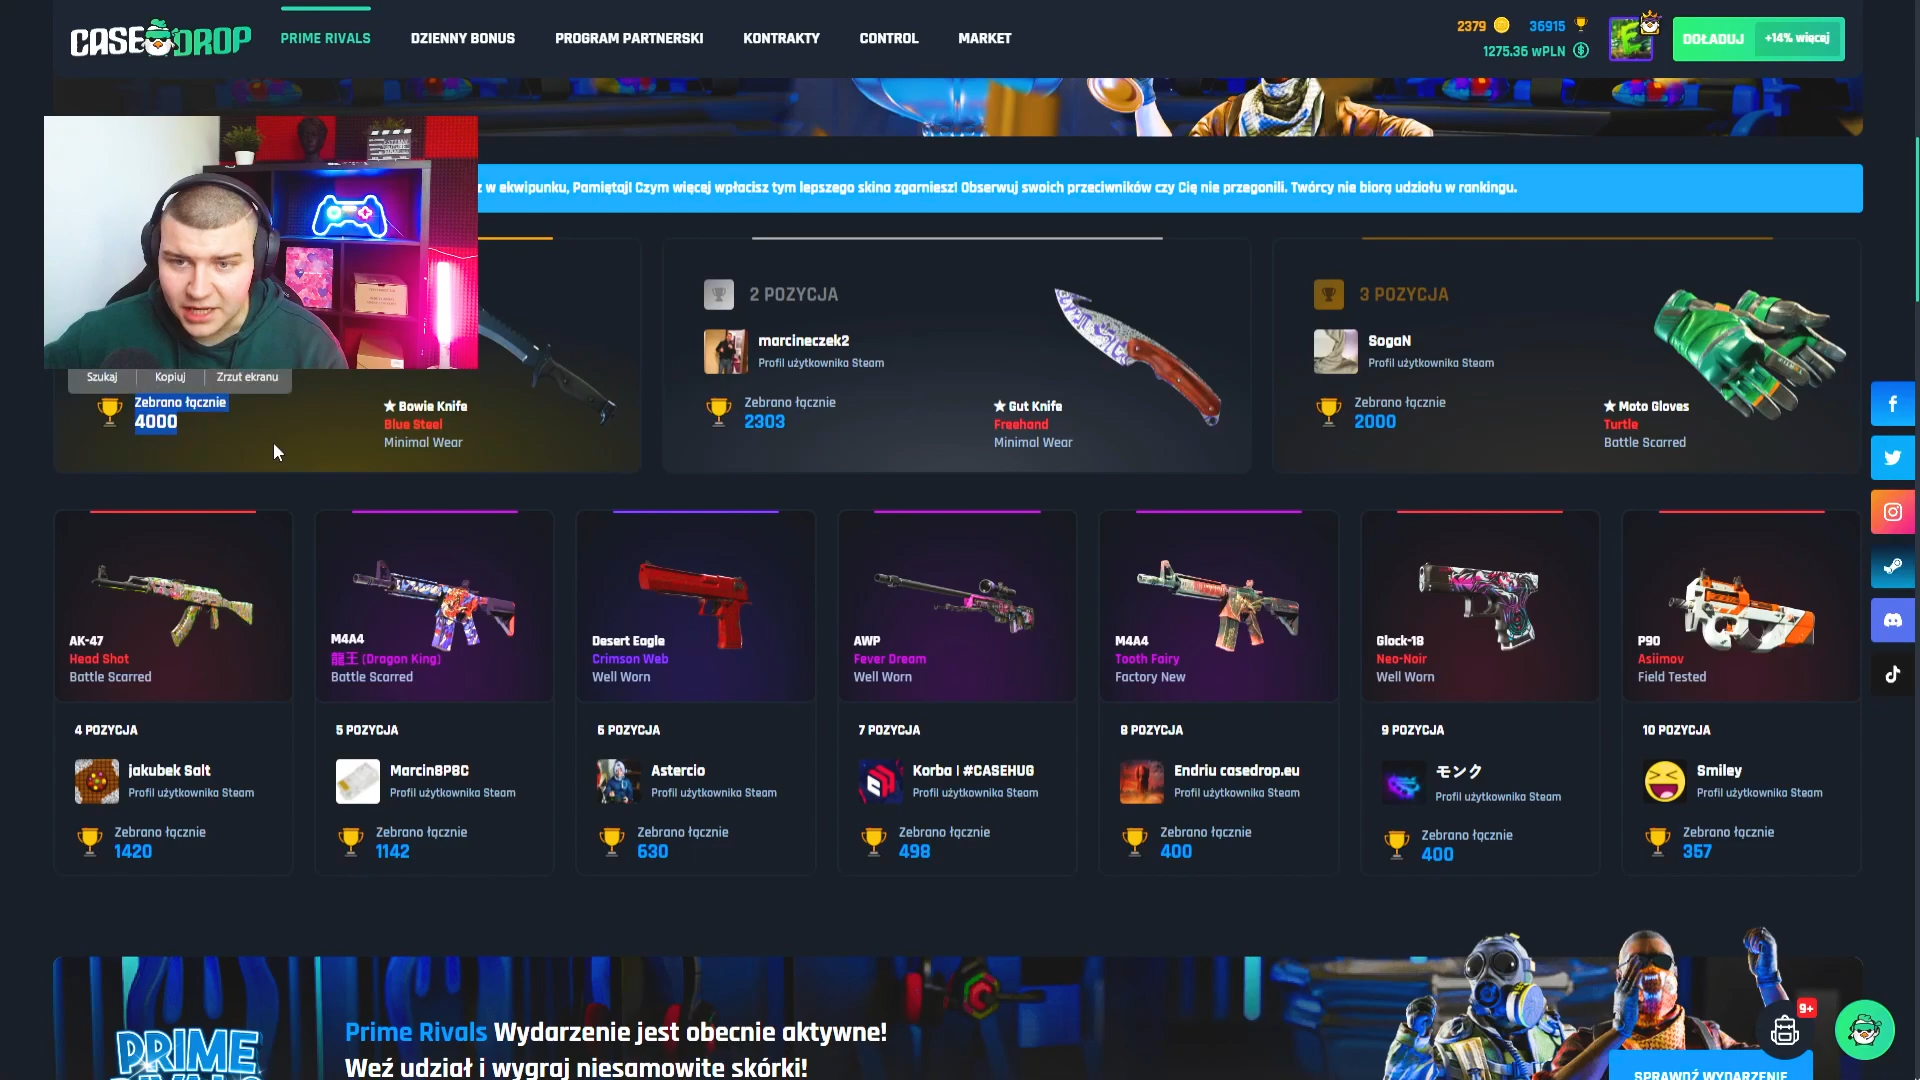 CASEDROP
PRIME RIVALS
DZIENNY BONUS
PROGRAM PARTNERSKI
KONTRAKTY
CONTROL
MARKET
2379
36915
1275.36 wPLN
DOŁADUJ
+14% więcej
z w ekwipunku, Pamiętaj! Czym więcej wpłacisz tym lepszego skina zgarniesz! Obserwuj swoich przeciwników czy Cię nie przegonili. Twórcy nie biorą udziału w rankingu.
Szukaj
Kopiuj
Zrzut ekranu
Zebrano łącznie
4000
★ Bowie Knife
Blue Steel
Minimal Wear
2 POZYCJA
marcineczek2
Profil użytkownika Steam
Zebrano łącznie
2303
★ Gut Knife
Freehand
Minimal Wear
3 POZYCJA
SogaN
Profil użytkownika Steam
Zebrano łącznie
2000
★ Moto Gloves
Turtle
Battle Scarred
AK-47
Head Shot
Battle Scarred
4 POZYCJA
jakubek Salt
Profil użytkownika Steam
Zebrano łącznie
1420
M4A4
龍王 (Dragon King)
Battle Scarred
5 POZYCJA
Marcin8P8C
Profil użytkownika Steam
Zebrano łącznie
1142
Desert Eagle
Crimson Web
Well Worn
6 POZYCJA
Astercio
Profil użytkownika Steam
Zebrano łącznie
630
AWP
Fever Dream
Well Worn
7 POZYCJA
Korba | #CASEHUG
Profil użytkownika Steam
Zebrano łącznie
498
M4A4
Tooth Fairy
Factory New
8 POZYCJA
Endriu casedrop.eu
Profil użytkownika Steam
Zebrano łącznie
400
Glock-18
Neo-Noir
Well Worn
9 POZYCJA
モンク
Profil użytkownika Steam
Zebrano łącznie
400
P90
Asiimov
Field Tested
10 POZYCJA
Smiley
Profil użytkownika Steam
Zebrano łącznie
357
PRIME
RIVALS
Prime Rivals Wydarzenie jest obecnie aktywne!
Weź udział i wygraj niesamowite skórki!
SPRAWDŹ WYDARZENIE
9+